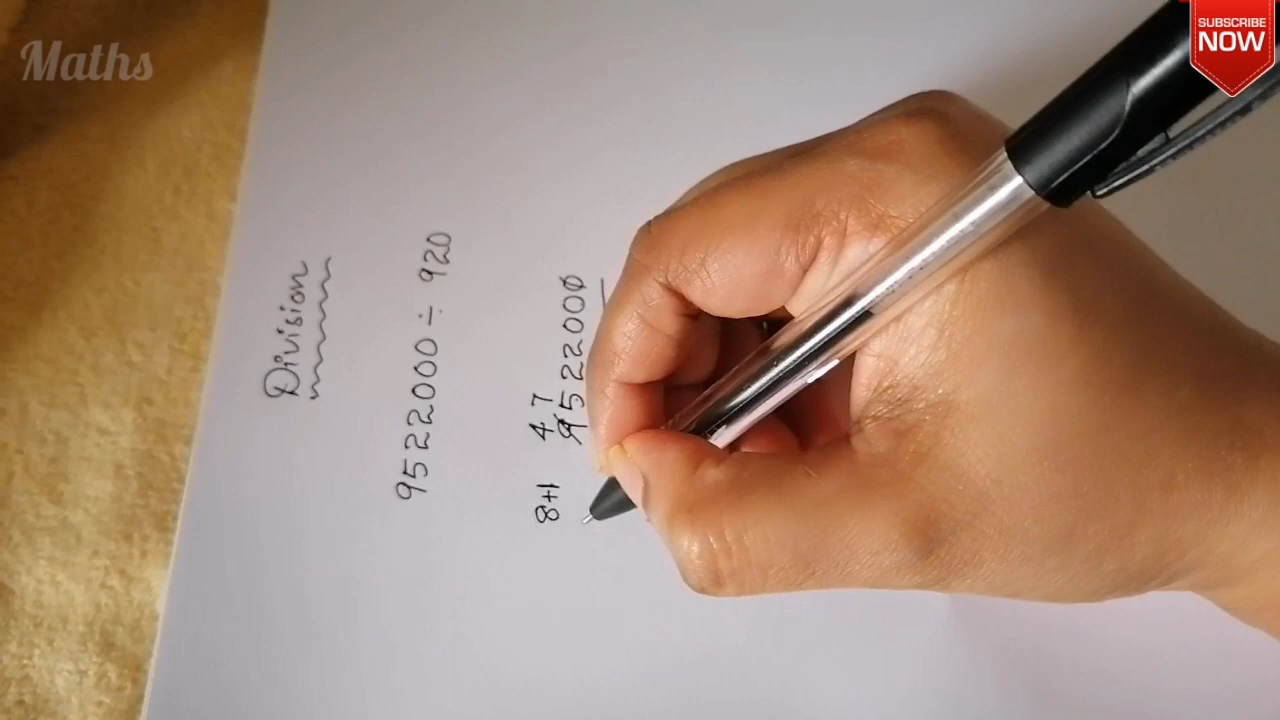 Maths
SUBSCRIBE
NOW
Division
9522000 ÷ 920
4 7
9522000
8+1